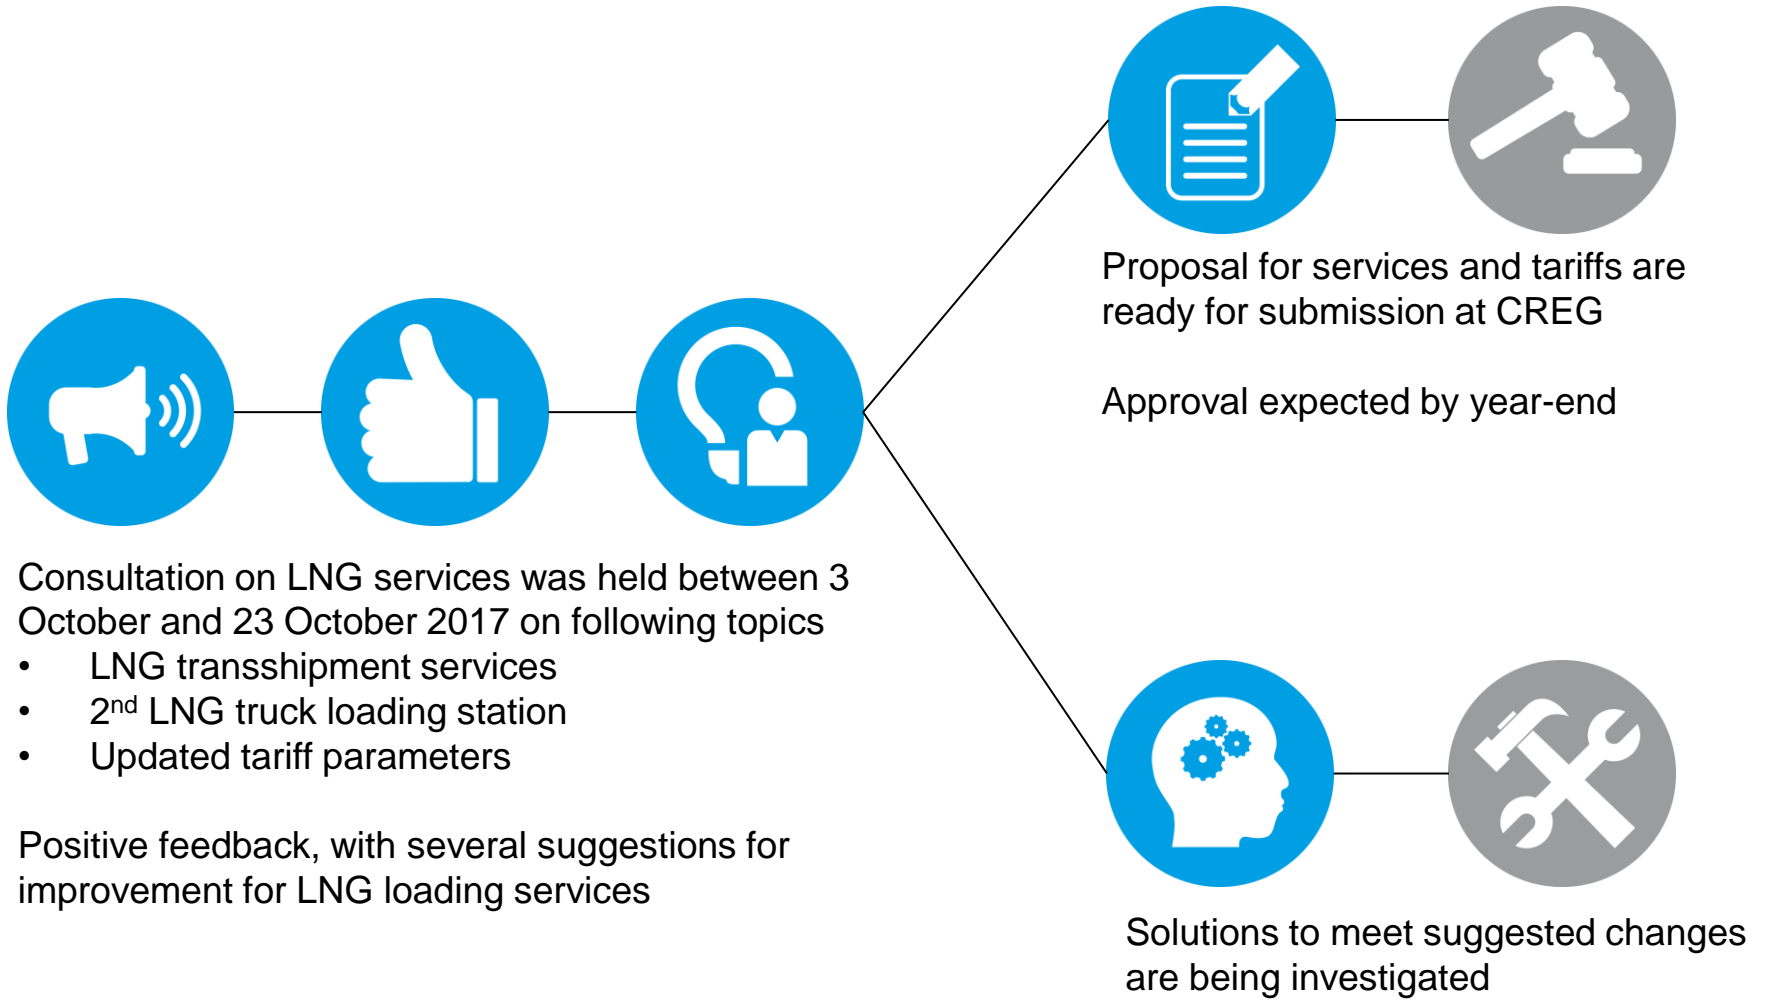 Consultation on LNG services was held between 3
October and 23 October 2017 on following topics
• LNG transshipment services
• 2nd LNG truck loading station
• Updated tariff parameters
Positive feedback, with several suggestions for
improvement for LNG loading services
Proposal for services and tariffs are
ready for submission at CREG
Approval expected by year-end
Solutions to meet suggested changes
are being investigated